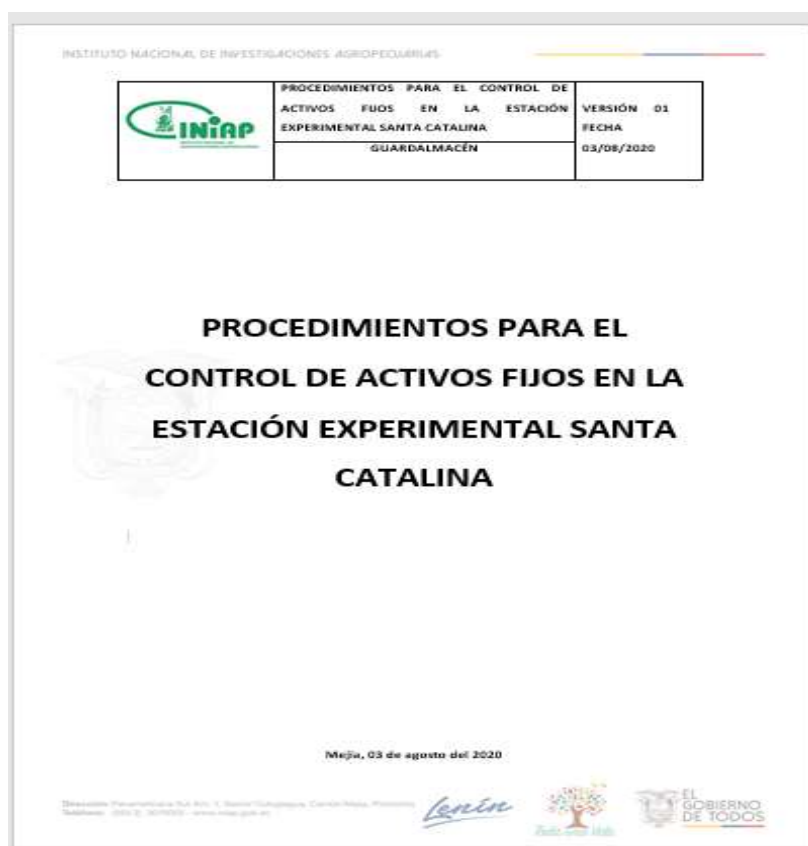 INSTITUTO NACIONAL DE INVESTIGACIONES AGROPECUARIAS
INIAP
PROCEDIMIENTOS PARA EL CONTROL DE
ACTIVOS FIJOS EN LA ESTACIÓN
EXPERIMENTAL SANTA CATALINA
GUARDALMACÉN
VERSIÓN 01
FECHA
03/08/2020
PROCEDIMIENTOS PARA EL
CONTROL DE ACTIVOS FIJOS EN LA
ESTACIÓN EXPERIMENTAL SANTA
CATALINA
Mejía, 03 de agosto del 2020
Lenín
EL
GOBIERNO
DE TODOS